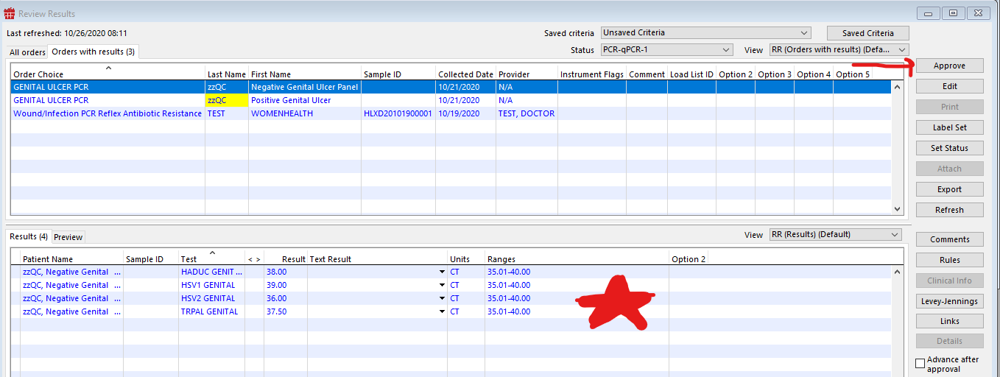 Review Results
Last refreshed: 10/26/2020 08:11
Saved criteria Unsaved Criteria Saved Criteria
Status PCR-qPCR-1 View RR (Orders with results) (Defa...
All orders Orders with results (3)
Order Choice Last Name First Name Sample ID Collected Date Provider Instrument Flags Comment Load List ID Option 2 Option 3 Option 4 Option 5
GENITAL ULCER PCR zzQC Negative Genital Ulcer Panel 10/21/2020 N/A
GENITAL ULCER PCR zzQC Positive Genital Ulcer 10/21/2020 N/A
Wound/Infection PCR Reflex Antibiotic Resistance TEST WOMENHEALTH HLXD20101900001 10/19/2020 TEST, DOCTOR
Approve
Edit
Print
Label Set
Set Status
Attach
Export
Refresh
Results (4) Preview View RR (Results) (Default)
Patient Name Sample ID Test < > Result Text Result Units Ranges Option 2
zzQC, Negative Genital ... HADUC GENIT ... 38.00 CT 35.01-40.00
zzQC, Negative Genital ... HSV1 GENITAL 39.00 CT 35.01-40.00
zzQC, Negative Genital ... HSV2 GENITAL 36.00 CT 35.01-40.00
zzQC, Negative Genital ... TRPAL GENITAL 37.50 CT 35.01-40.00
Comments
Rules
Clinical Info
Levey-Jennings
Links
Details
Advance after
approval